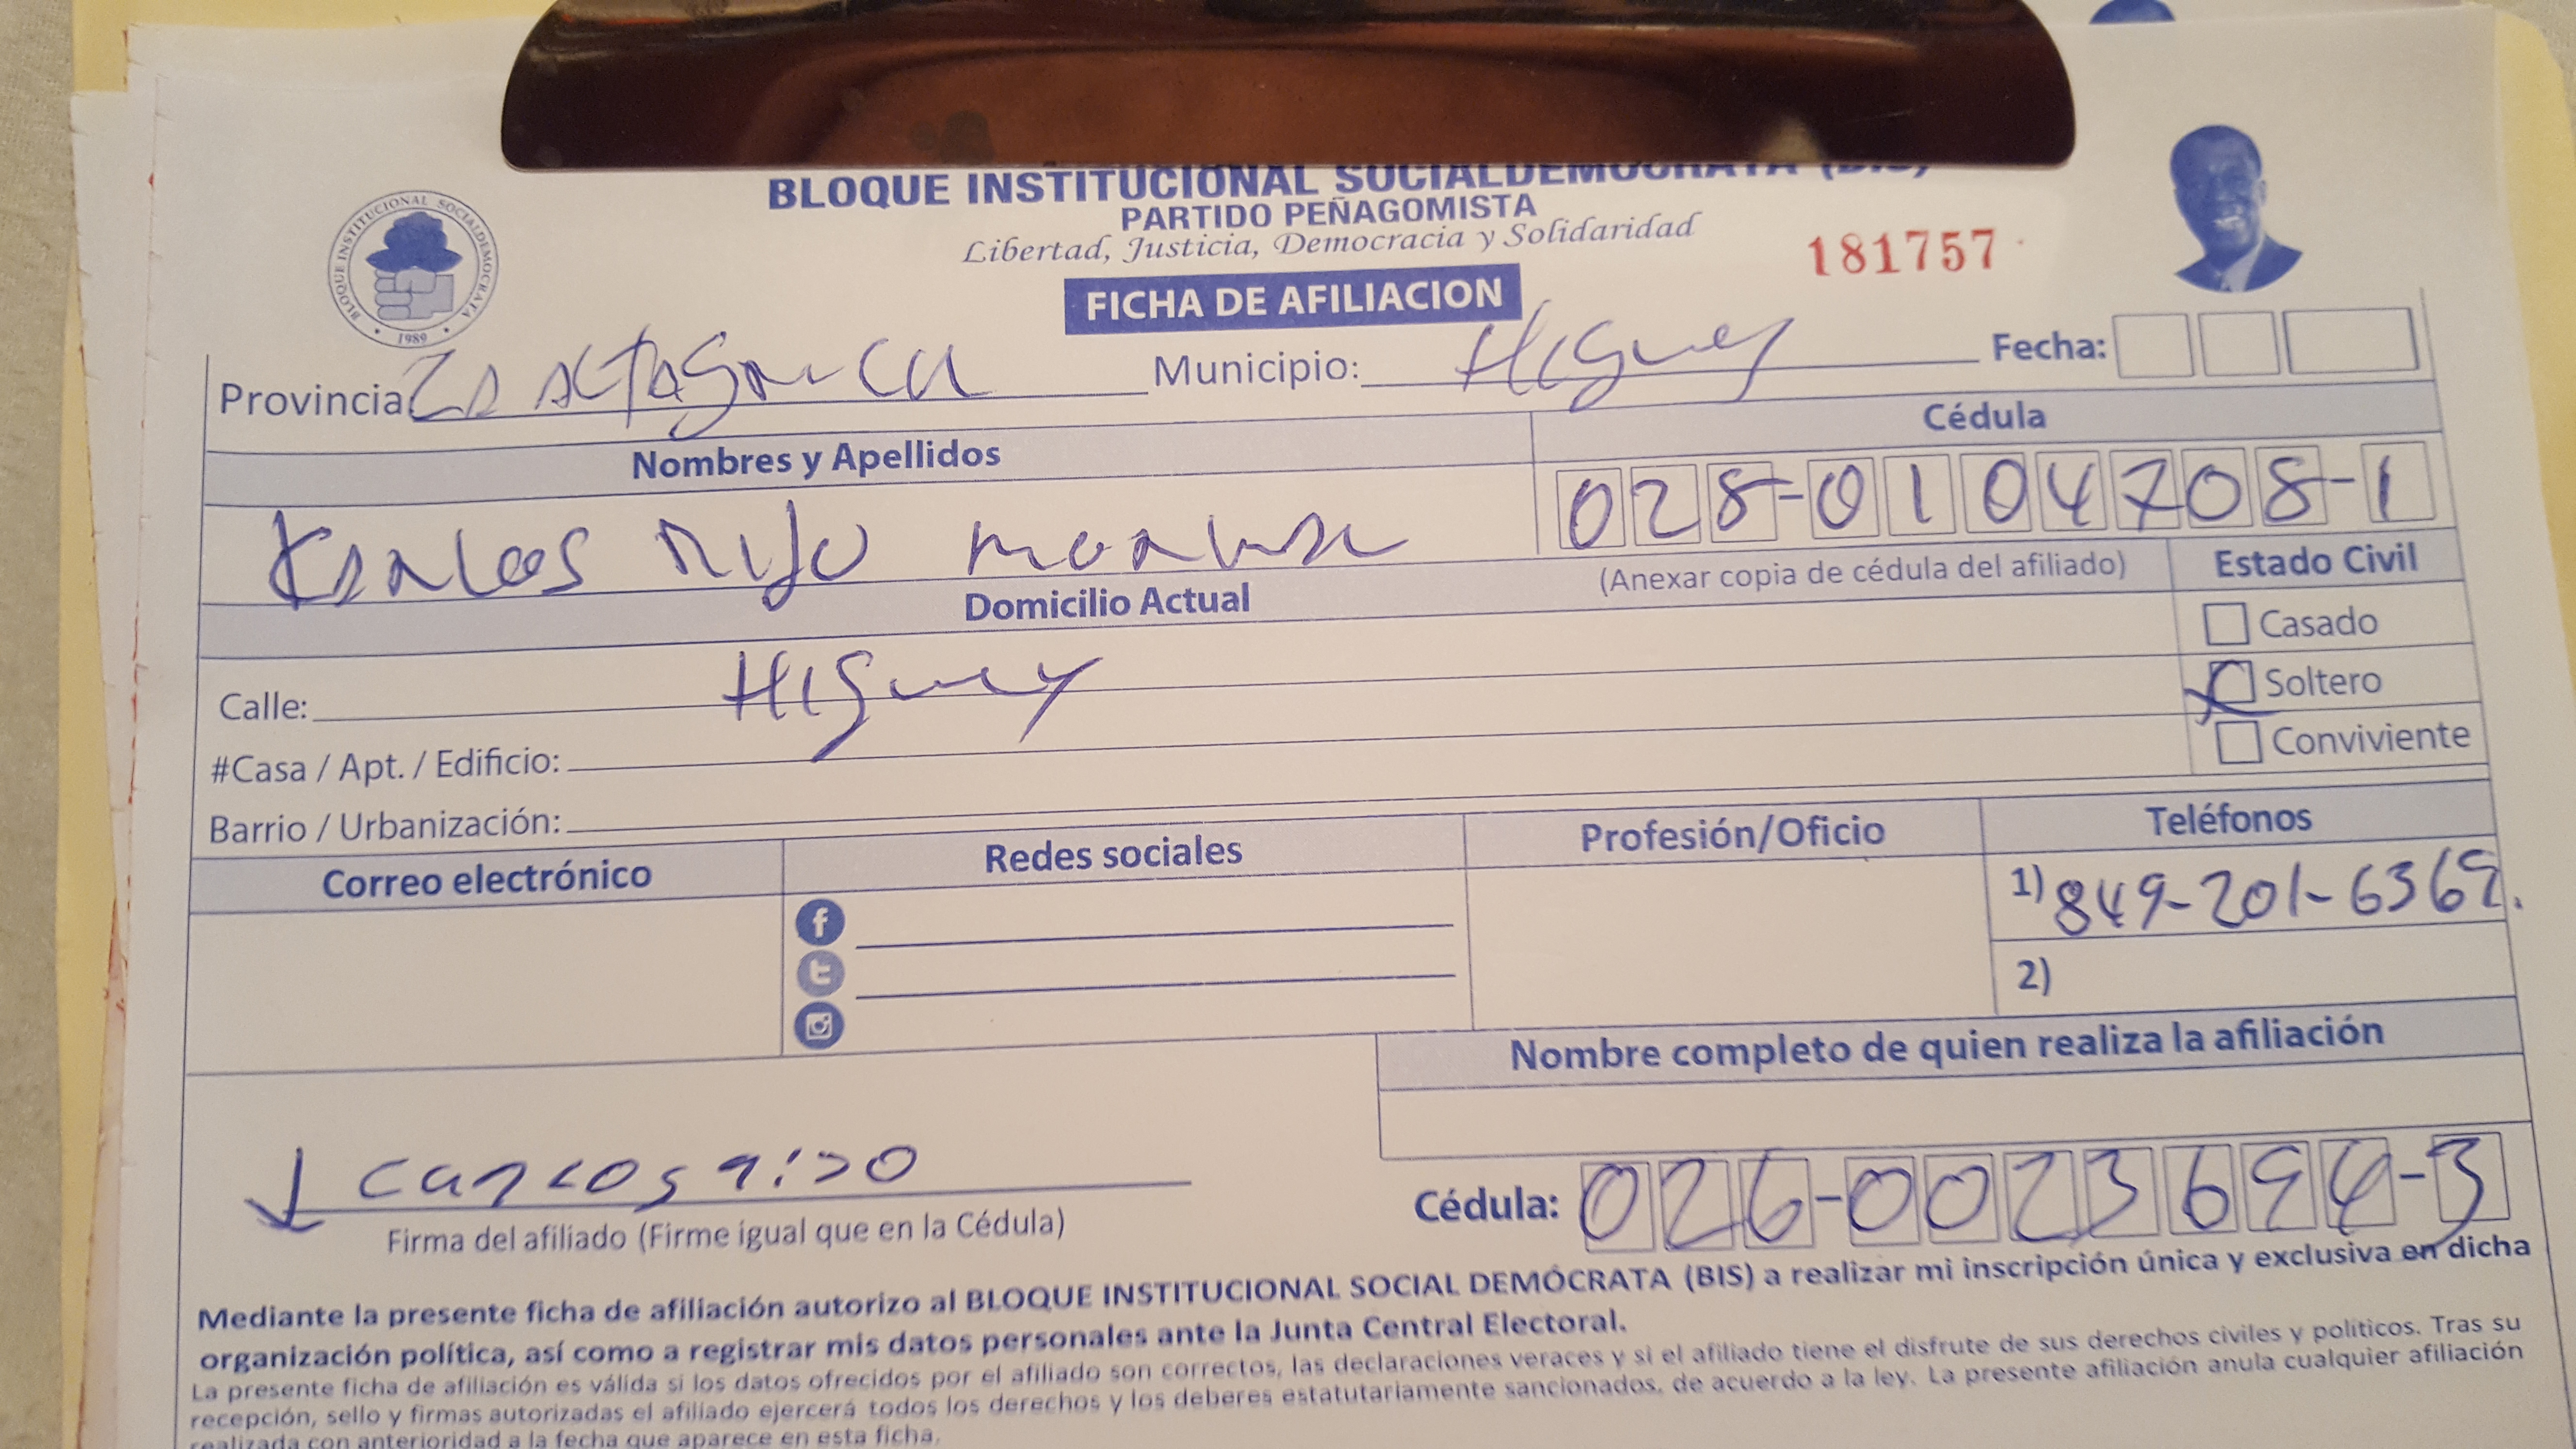 BLOQUE INSTITUCIONAL SOCIALDEMOCRATA (BIS)
PARTIDO PEÑAGOMISTA
Libertad, Justicia, Democracia y Solidaridad
181757
BLOQUE INSTITUCIONAL SOCIALDEMOCRATA
1989
FICHA DE AFILIACION
Provincia: La Altagracia Municipio: Higuey Fecha:
Nombres y Apellidos Cédula
Karlos Rijo 028-0104708-1
(Anexar copia de cédula del afiliado) Estado Civil
Domicilio Actual
Casado
Calle: Higuey
Soltero
#Casa / Apt. / Edificio:
Conviviente
Barrio / Urbanización:
Correo electrónico Redes sociales Profesión/Oficio Teléfonos
1) 849-201-6369.
2)
Nombre completo de quien realiza la afiliación
Carlos rijo
Firma del afiliado (Firme igual que en la Cédula)
Cédula: 026-0023694-3
Mediante la presente ficha de afiliación autorizo al BLOQUE INSTITUCIONAL SOCIAL DEMÓCRATA (BIS) a realizar mi inscripción única y exclusiva en dicha
organización política, así como a registrar mis datos personales ante la Junta Central Electoral.
La presente ficha de afiliación es válida si los datos ofrecidos por el afiliado son correctos, las declaraciones veraces y si el afiliado tiene el disfrute de sus derechos civiles y políticos. Tras su
recepción, sello y firmas autorizadas el afiliado ejercerá todos los derechos y los deberes estatutariamente sancionados, de acuerdo a la ley. La presente afiliación anula cualquier afiliación
realizada con anterioridad a la fecha que aparece en esta ficha.